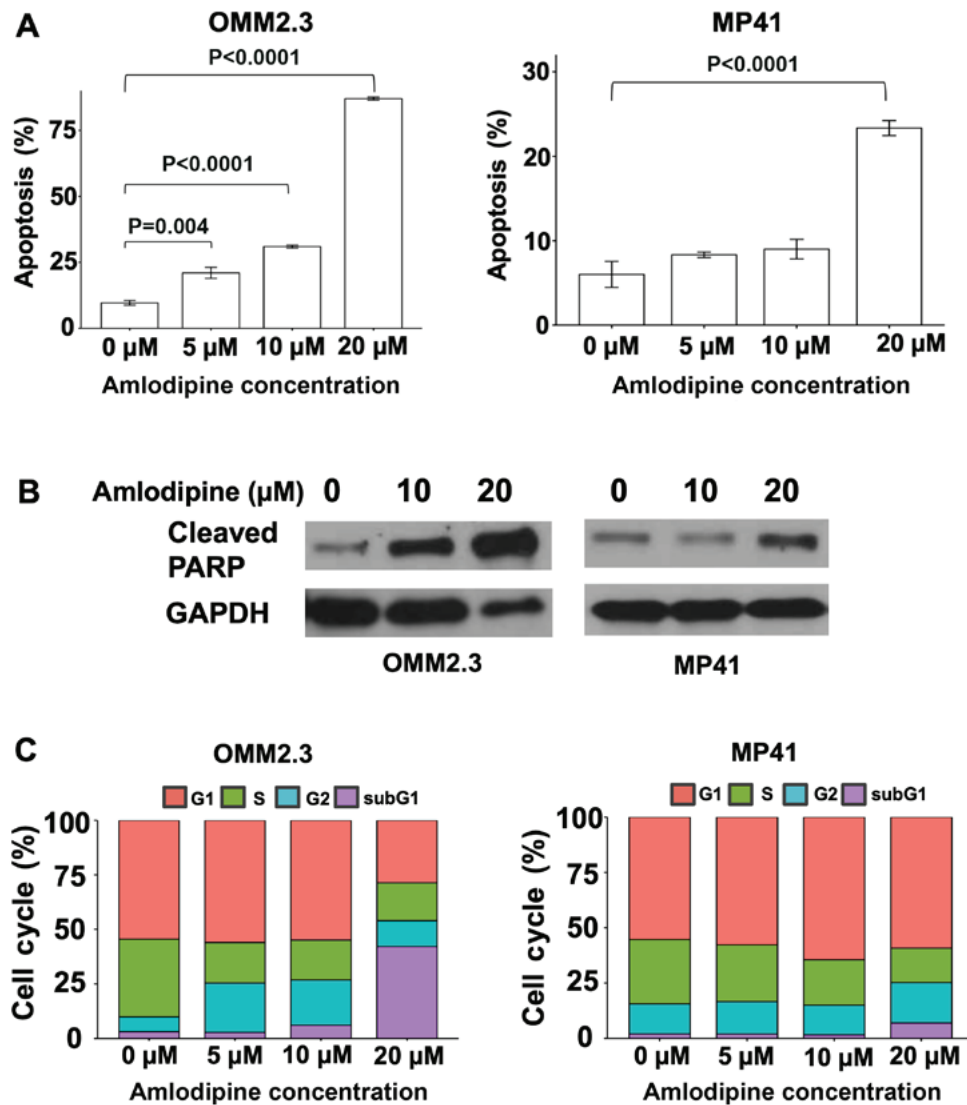 A
OMM2.3
P<0.0001
P<0.0001
P=0.004
Apoptosis (%)
75
50
25
0
0 μM 5 μM 10 μM 20 μM
Amlodipine concentration
MP41
P<0.0001
Apoptosis (%)
30
20
10
0
0 μM 5 μM 10 μM 20 μM
Amlodipine concentration
B
Amlodipine (μM) 0 10 20 0 10 20
Cleaved
PARP
GAPDH
OMM2.3 MP41
C
OMM2.3
G1 S G2 subG1
Cell cycle (%)
100
75
50
25
0
0 μM 5 μM 10 μM 20 μM
Amlodipine concentration
MP41
G1 S G2 subG1
Cell cycle (%)
100
75
50
25
0
0 μM 5 μM 10 μM 20 μM
Amlodipine concentration